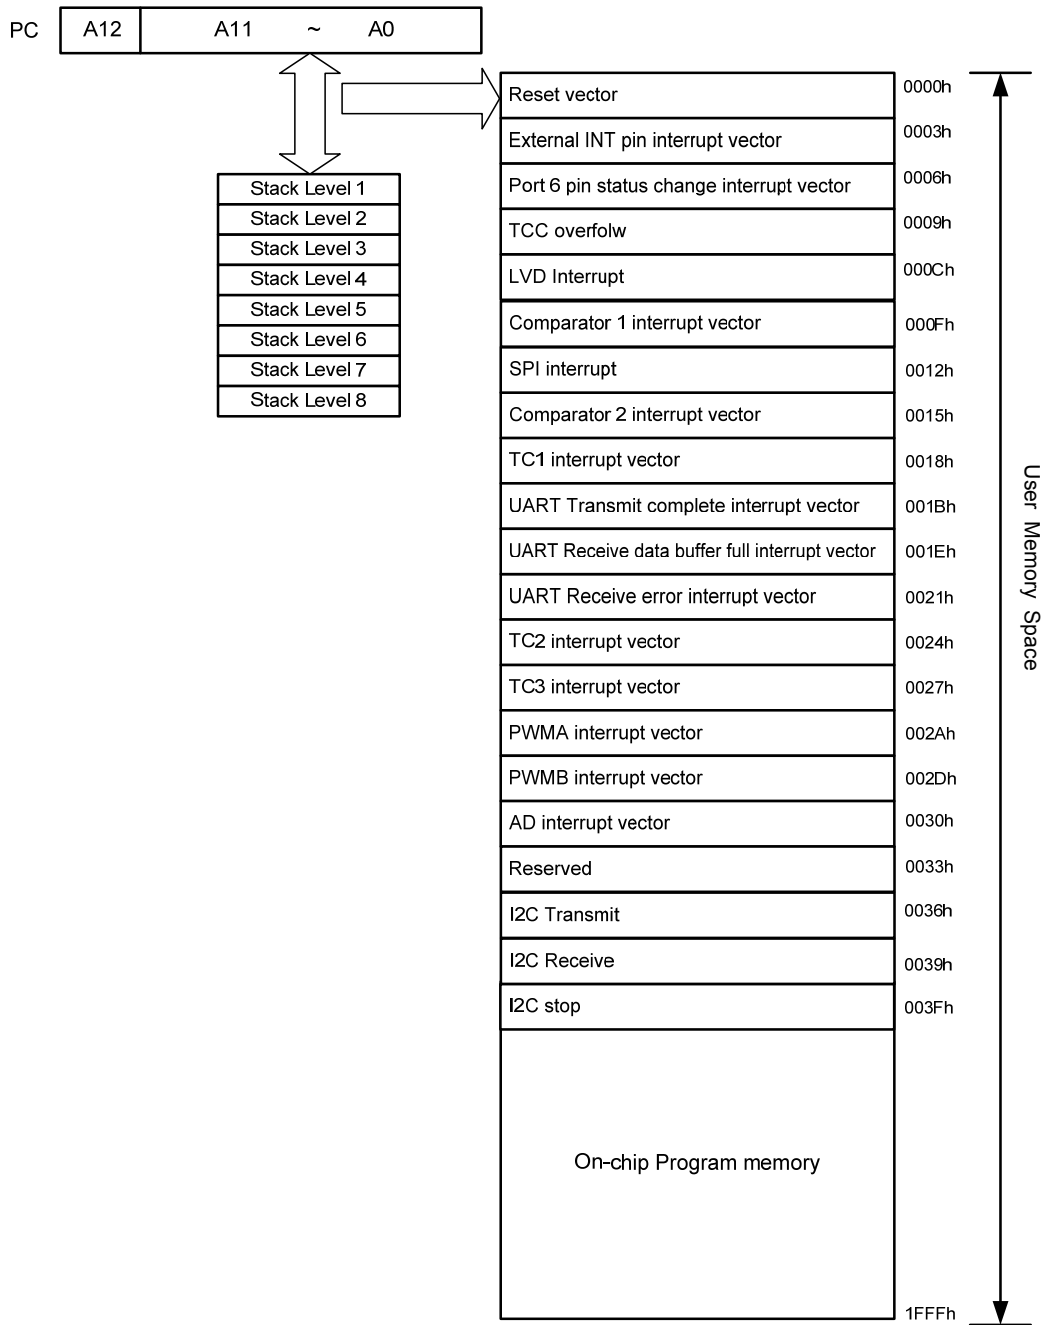 PC A12 A11 ~ A0
Stack Level 1
Stack Level 2
Stack Level 3
Stack Level 4
Stack Level 5
Stack Level 6
Stack Level 7
Stack Level 8
Reset vector 0000h
External INT pin interrupt vector 0003h
Port 6 pin status change interrupt vector 0006h
TCC overfolw 0009h
LVD Interrupt 000Ch
Comparator 1 interrupt vector 000Fh
SPI interrupt 0012h
Comparator 2 interrupt vector 0015h
TC1 interrupt vector 0018h
UART Transmit complete interrupt vector 001Bh
UART Receive data buffer full interrupt vector 001Eh
UART Receive error interrupt vector 0021h
TC2 interrupt vector 0024h
TC3 interrupt vector 0027h
PWMA interrupt vector 002Ah
PWMB interrupt vector 002Dh
AD interrupt vector 0030h
Reserved 0033h
I2C Transmit 0036h
I2C Receive 0039h
I2C stop 003Fh
On-chip Program memory
1FFFh
User Memory Space